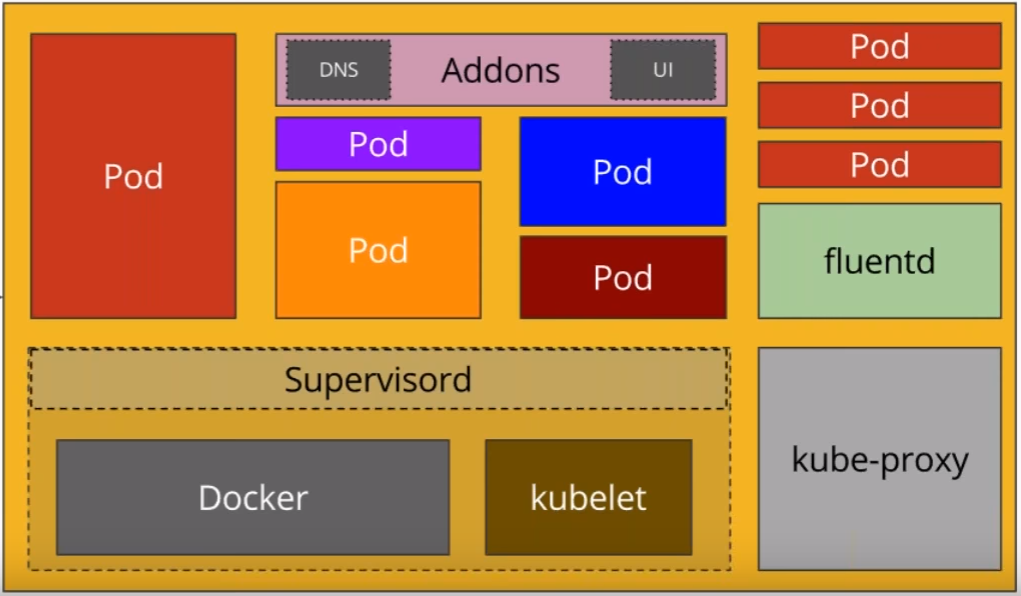 Pod
DNS
Addons
UI
Pod
Pod
Pod
Pod
Pod
Pod
Pod
fluentd
Supervisord
Docker
kubelet
kube-proxy